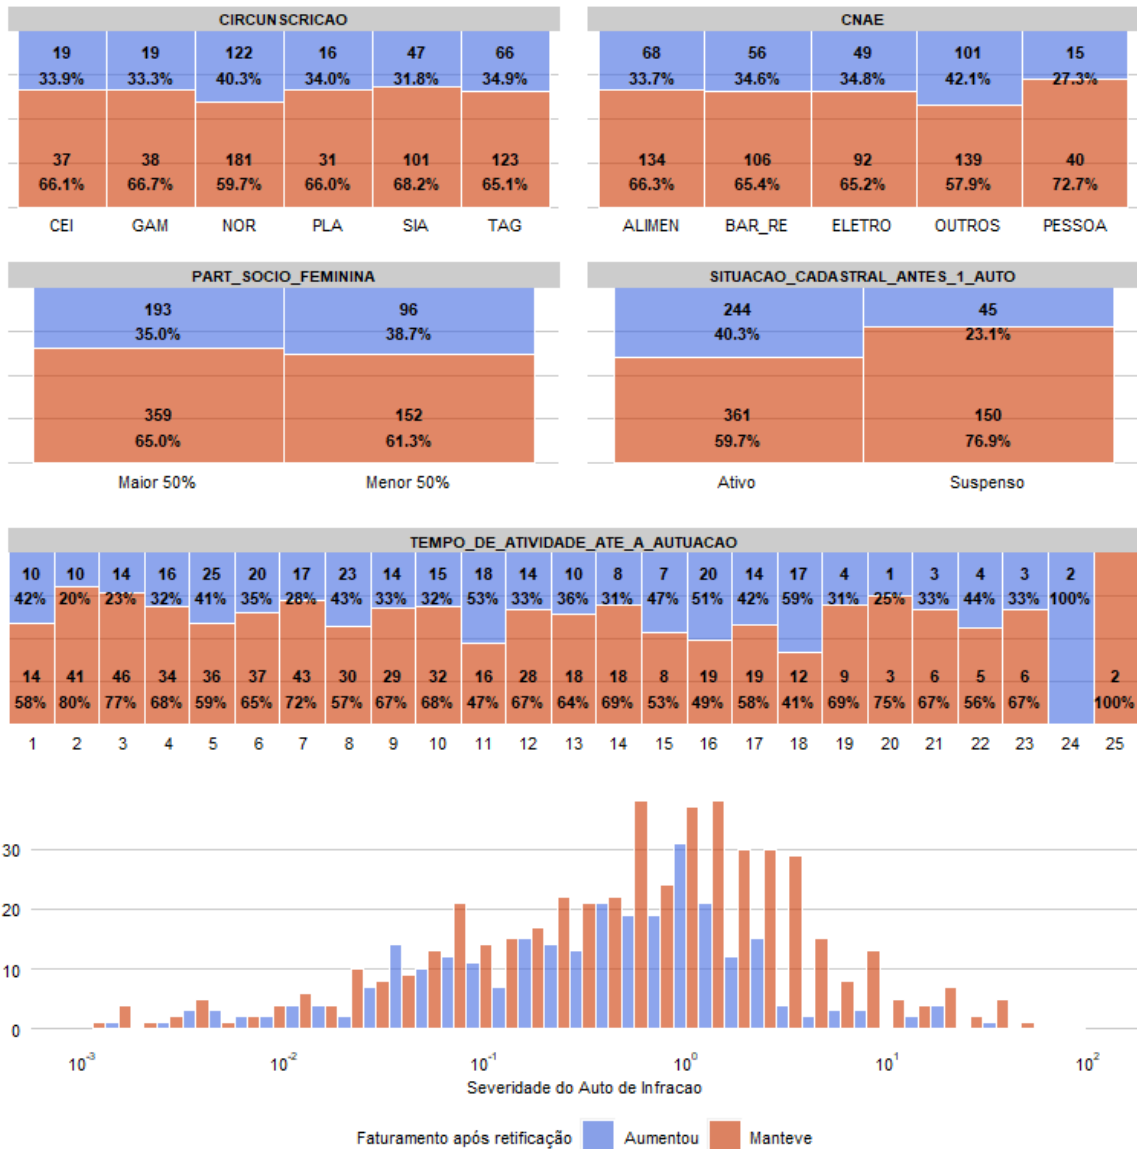 CIRCUNSCRICAO
19 19 122 16 47 66
33.9% 33.3% 40.3% 34.0% 31.8% 34.9%
37 38 181 31 101 123
66.1% 66.7% 59.7% 66.0% 68.2% 65.1%
CEI GAM NOR PLA SIA TAG
CNAE
68 56 49 101 15
33.7% 34.6% 34.8% 42.1% 27.3%
134 106 92 139 40
66.3% 65.4% 65.2% 57.9% 72.7%
ALIMEN BAR_RE ELETRO OUTROS PESSOA
PART_SOCIO_FEMININA
193 96
35.0% 38.7%
359 152
65.0% 61.3%
Maior 50% Menor 50%
SITUACAO_CADASTRAL_ANTES_1_AUTO
244 45
40.3% 23.1%
361 150
59.7% 76.9%
Ativo Suspenso
TEMPO_DE_ATIVIDADE_ATE_A_AUTUACAO
10 10 14 16 25 20 17 23 14 15 18 14 10 8 7 20 14 17 4 1 3 4 3 2
42% 20% 23% 32% 41% 35% 28% 43% 33% 32% 53% 33% 36% 31% 47% 51% 42% 59% 31% 25% 33% 44% 33% 100%
14 41 46 34 36 37 43 30 29 32 16 28 18 18 8 19 19 12 9 3 6 5 6 2
58% 80% 77% 68% 59% 65% 72% 57% 67% 68% 47% 67% 64% 69% 53% 49% 58% 41% 69% 75% 67% 56% 67% 100%
1 2 3 4 5 6 7 8 9 10 11 12 13 14 15 16 17 18 19 20 21 22 23 24 25
30
20
10
0
10⁻³ 10⁻² 10⁻¹ 10⁰ 10¹ 10²
Severidade do Auto de Infracao
Faturamento após retificação Aumentou Manteve